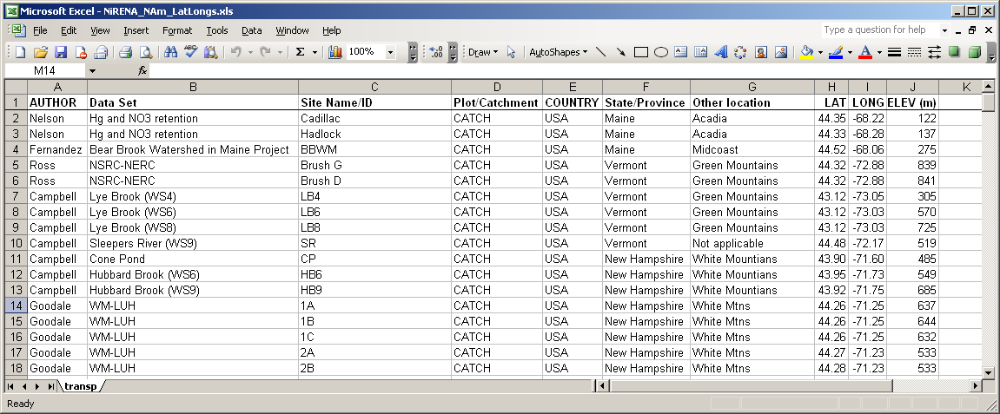 Microsoft Excel - NiRENA_NAm_LatLongs.xls
File Edit View Insert Format Tools Data Window Help Type a question for help
Σ 100% Draw AutoShapes A A
M14 fx
A B C D E F G H I J K
1 AUTHOR Data Set Site Name/ID Plot/Catchment COUNTRY State/Province Other location LAT LONG ELEV (m)
2 Nelson Hg and NO3 retention Cadillac CATCH USA Maine Acadia 44.35 -68.22 122
3 Nelson Hg and NO3 retention Hadlock CATCH USA Maine Acadia 44.33 -68.28 137
4 Fernandez Bear Brook Watershed in Maine Project BBWM CATCH USA Maine Midcoast 44.52 -68.06 275
5 Ross NSRC-NERC Brush G CATCH USA Vermont Green Mountains 44.32 -72.88 839
6 Ross NSRC-NERC Brush D CATCH USA Vermont Green Mountains 44.32 -72.88 841
7 Campbell Lye Brook (WS4) LB4 CATCH USA Vermont Green Mountains 43.12 -73.05 305
8 Campbell Lye Brook (WS6) LB6 CATCH USA Vermont Green Mountains 43.12 -73.03 570
9 Campbell Lye Brook (WS8) LB8 CATCH USA Vermont Green Mountains 43.12 -73.03 725
10 Campbell Sleepers River (WS9) SR CATCH USA Vermont Not applicable 44.48 -72.17 519
11 Campbell Cone Pond CP CATCH USA New Hampshire White Mountians 43.90 -71.60 485
12 Campbell Hubbard Brook (WS6) HB6 CATCH USA New Hampshire White Mountians 43.95 -71.73 549
13 Campbell Hubbard Brook (WS9) HB9 CATCH USA New Hampshire White Mountians 43.92 -71.75 685
14 Goodale WM-LUH 1A CATCH USA New Hampshire White Mtns 44.26 -71.25 637
15 Goodale WM-LUH 1B CATCH USA New Hampshire White Mtns 44.26 -71.25 644
16 Goodale WM-LUH 1C CATCH USA New Hampshire White Mtns 44.26 -71.25 632
17 Goodale WM-LUH 2A CATCH USA New Hampshire White Mtns 44.27 -71.23 533
18 Goodale WM-LUH 2B CATCH USA New Hampshire White Mtns 44.28 -71.23 533
transp
Ready